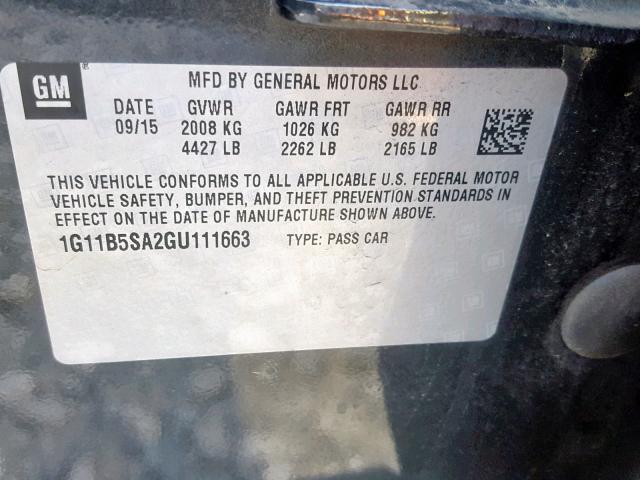 GM
MFD BY GENERAL MOTORS LLC
DATE GVWR GAWR FRT GAWR RR
09/15 2008 KG 1026 KG 982 KG
4427 LB 2262 LB 2165 LB
THIS VEHICLE CONFORMS TO ALL APPLICABLE U.S. FEDERAL MOTOR
VEHICLE SAFETY, BUMPER, AND THEFT PREVENTION STANDARDS IN
EFFECT ON THE DATE OF MANUFACTURE SHOWN ABOVE.
1G11B5SA2GU111663 TYPE: PASS CAR